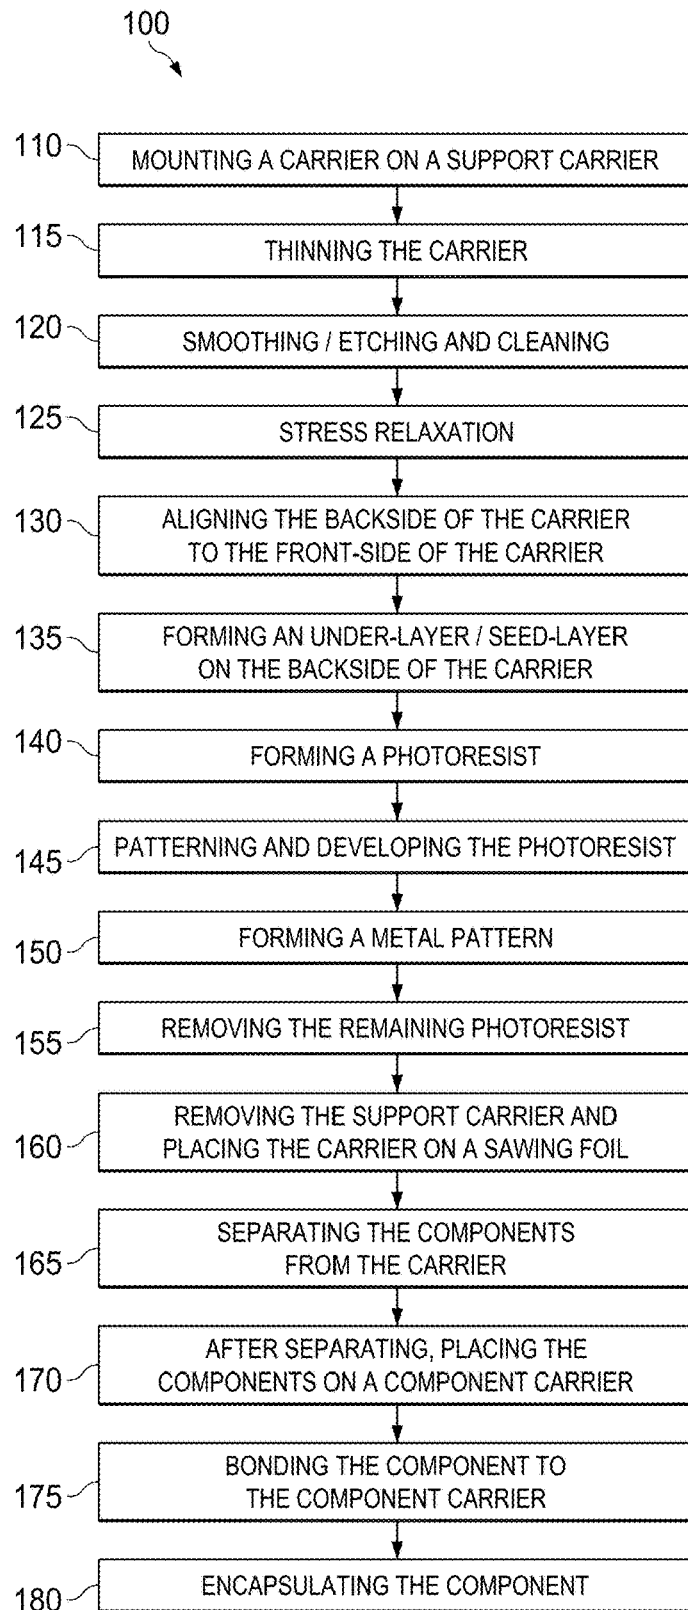 100
110
MOUNTING A CARRIER ON A SUPPORT CARRIER
115
THINNING THE CARRIER
120
SMOOTHING / ETCHING AND CLEANING
125
STRESS RELAXATION
130
ALIGNING THE BACKSIDE OF THE CARRIER
TO THE FRONT-SIDE OF THE CARRIER
135
FORMING AN UNDER-LAYER / SEED-LAYER
ON THE BACKSIDE OF THE CARRIER
140
FORMING A PHOTORESIST
145
PATTERNING AND DEVELOPING THE PHOTORESIST
150
FORMING A METAL PATTERN
155
REMOVING THE REMAINING PHOTORESIST
160
REMOVING THE SUPPORT CARRIER AND
PLACING THE CARRIER ON A SAWING FOIL
165
SEPARATING THE COMPONENTS
FROM THE CARRIER
170
AFTER SEPARATING, PLACING THE
COMPONENTS ON A COMPONENT CARRIER
175
BONDING THE COMPONENT TO
THE COMPONENT CARRIER
180
ENCAPSULATING THE COMPONENT